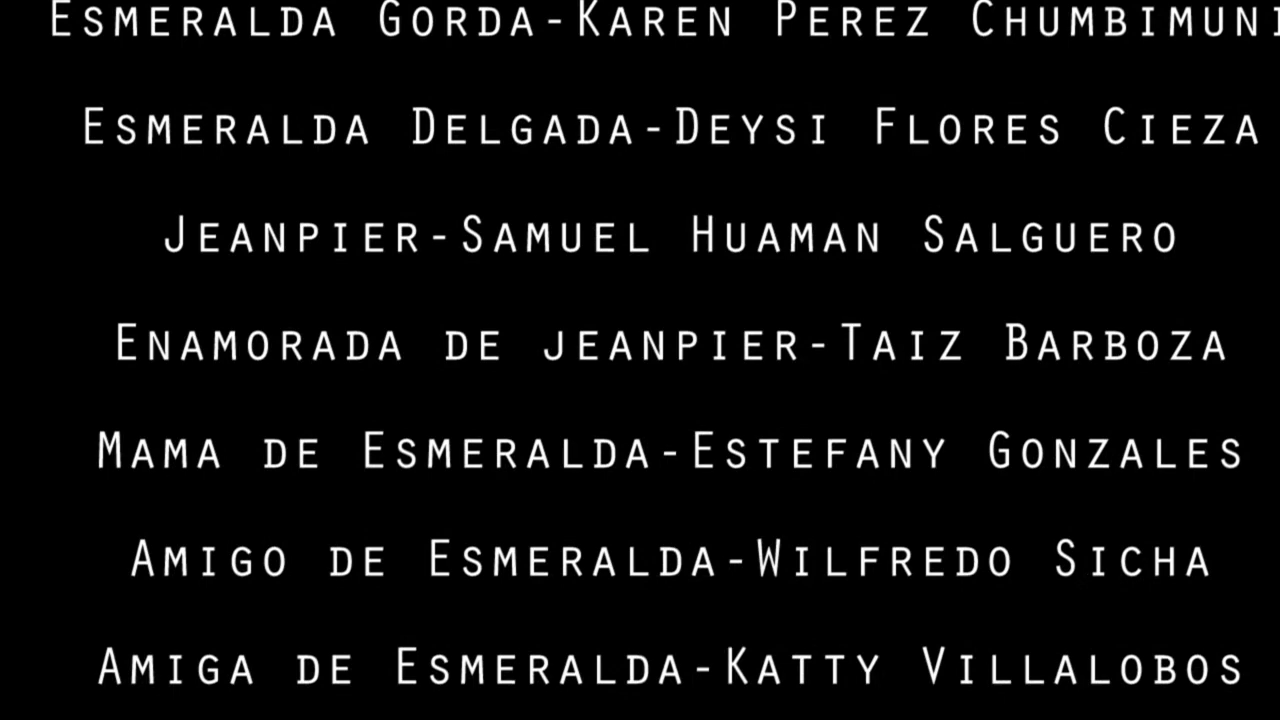 Esmeralda Gorda-Karen Perez Chumbimuni
Esmeralda Delgada-Deysi Flores Cieza
Jeanpier-Samuel Huaman Salguero
Enamorada de jeanpier-Taiz Barboza
Mama de Esmeralda-Estefany Gonzales
Amigo de Esmeralda-Wilfredo Sicha
Amiga de Esmeralda-Katty Villalobos